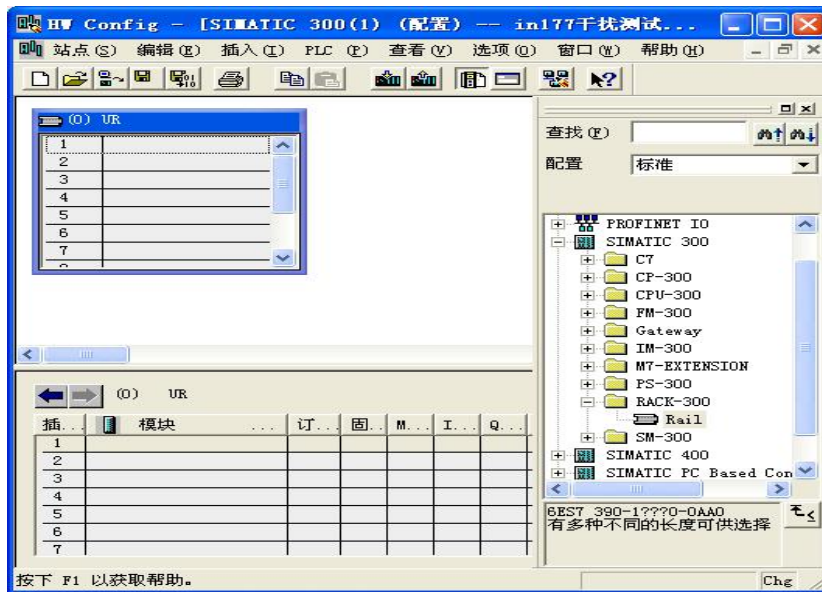 HW Config - [SIMATIC 300(1) (配置) -- in177干扰测试...
站点(S) 编辑(E) 插入(I) PLC (P) 查看(V) 选项(O) 窗口(W) 帮助(H)
(0) UR
1
2
3
4
5
6
7
查找(F)
配置 标准
PROFINET IO
SIMATIC 300
C7
CP-300
CPU-300
FM-300
Gateway
IM-300
M7-EXTENSION
PS-300
RACK-300
Rail
SM-300
SIMATIC 400
SIMATIC PC Based Con
6ES7 390-1???0-0AA0
有多种不同的长度可供选择
(0) UR
插... 模块 ... 订... 固.. M... I... Q...
1
2
3
4
5
6
7
按下 F1 以获取帮助。 Chg